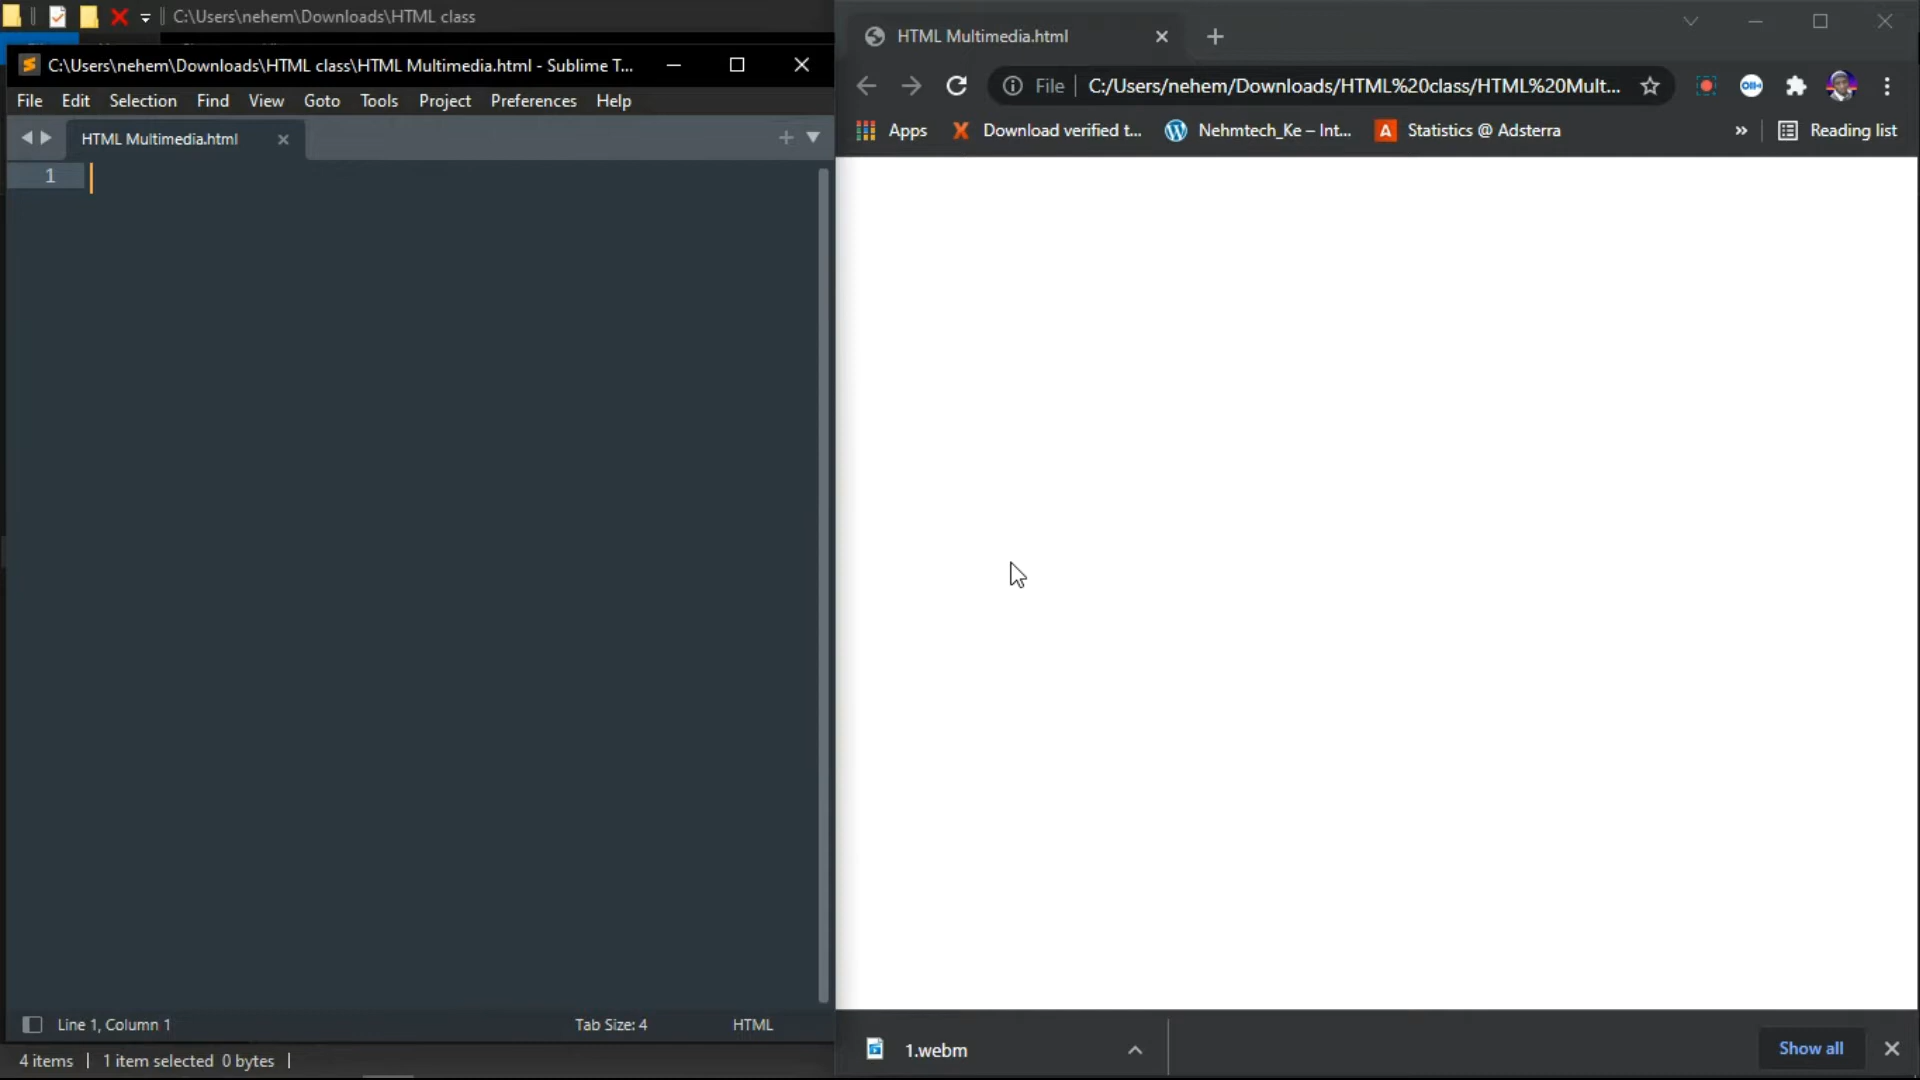 C:\Users\nehem\Downloads\HTML class
C:\Users\nehem\Downloads\HTML class\HTML Multimedia.html - Sublime T...
File Edit Selection Find View Goto Tools Project Preferences Help
HTML Multimedia.html
1
Line 1, Column 1 Tab Size: 4 HTML
4 items 1 item selected 0 bytes
HTML Multimedia.html
File C:/Users/nehem/Downloads/HTML%20class/HTML%20Mult...
Apps Download verified t... Nehmtech_Ke – Int... A Statistics @ Adsterra » Reading list
1.webm Show all